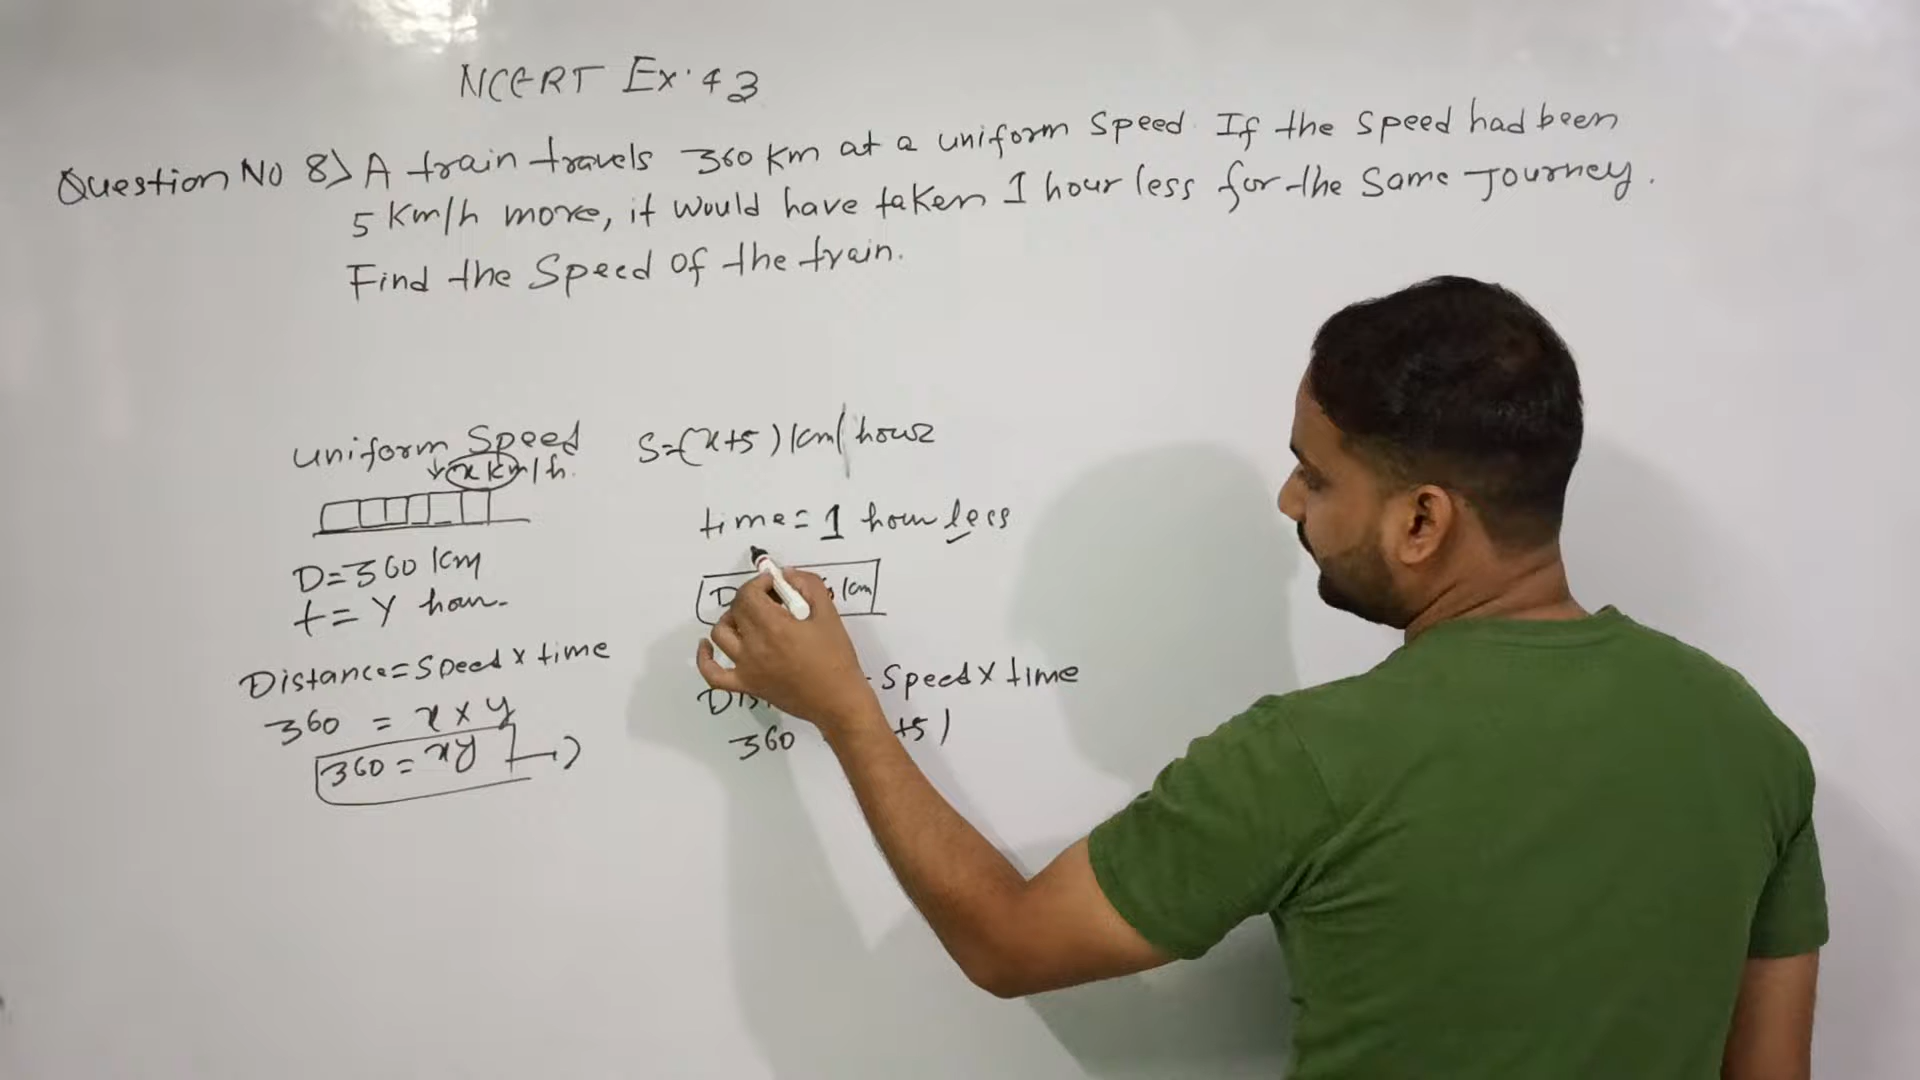 NCERT Ex. 4.3
Question No 8) A train travels 360 km at a uniform speed. If the speed had been
5 km/h more, it would have taken 1 hour less for the same Journey.
Find the speed of the train.
uniform speed
x km/h.
D=360 km
t= y hour
Distance=speed x time
360 = x x y
360 = xy
S=(x+5) km/hour
time=1 hour less
D km
speed x time
360 +5)